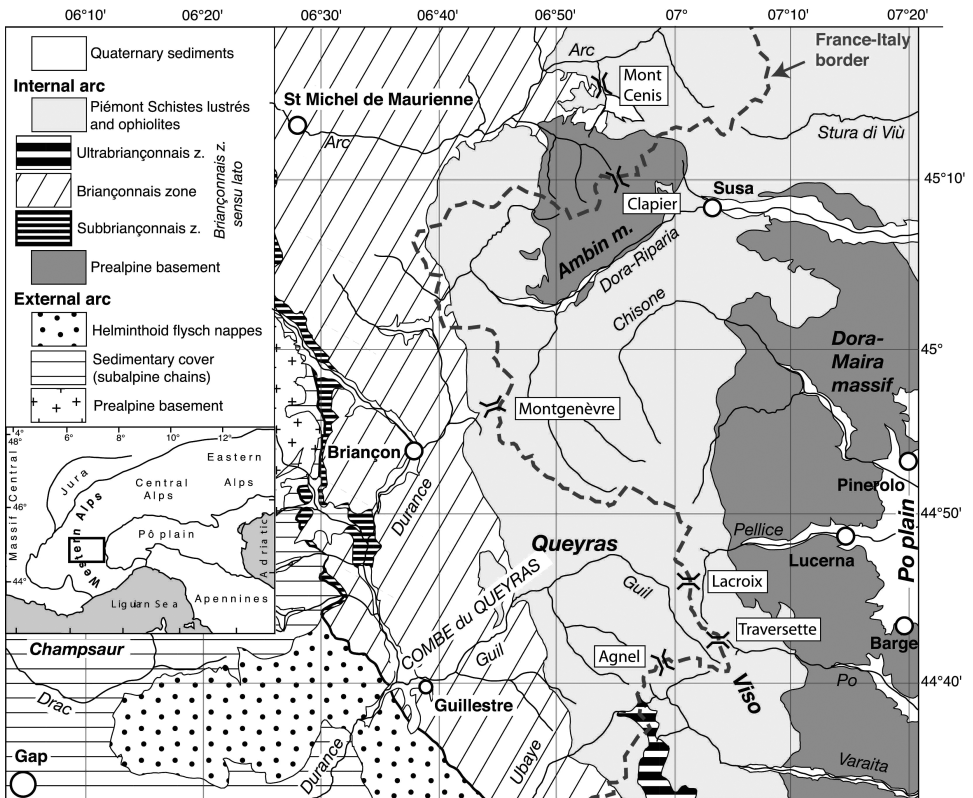 06°10'
06°20'
06°30'
06°40'
06°50'
07°
07°10'
07°20'
Quaternary sediments
Internal arc
Piémont Schistes lustrés
and ophiolites
Ultrabriançonnais z.
Briançonnais zone
Subbriançonnais z.
Briançonnais z.
sensu lato
Prealpine basement
External arc
Helminthoid flysch nappes
Sedimentary cover
(subalpine chains)
Prealpine basement
France-Italy
border
Arc
Mont
Cenis
St Michel de Maurienne
Arc
Stura di Viù
45°10'
Susa
Clapier
Ambin m.
Dora-Riparia
Chisone
Dora-
Maira
massif
45°
Montgenèvre
Briançon
Durance
Pinerolo
44°50'
Po plain
Pellice
Lucerna
Queyras
Lacroix
Guil
COMBE du QUEYRAS
Traversette
Barge
Agnel
Guil
Viso
Po
44°40'
Guillestre
Durance
Ubaye
Varaita
Champsaur
Drac
Gap
48°
6°
8°
10°
12°
4°
Massif Central
46°
44°
Jura
Western Alps
Central
Alps
Eastern
Alps
Pô plain
Adriatic
Ligurian Sea
Apennines